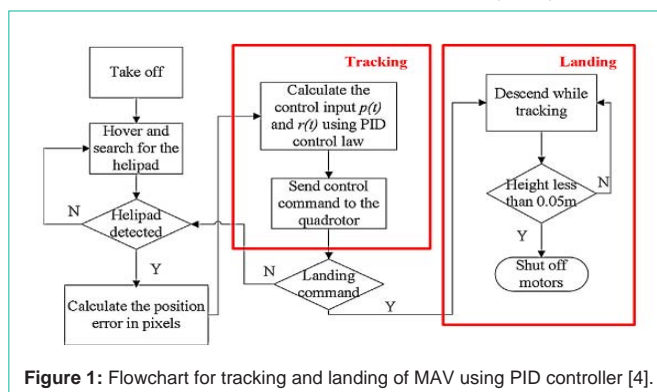 Take off
Hover and
search for the
helipad
N
Helipad
detected
Y
Calculate the position
error in pixels
Tracking
Calculate the
control input p(t)
and r(t) using PID
control law
Send control
command to the
quadrotor
N
Landing
command
Y
Landing
Descend while
tracking
Height less
than 0.05m
N
Y
Shut off
motors
Figure 1: Flowchart for tracking and landing of MAV using PID controller [4].